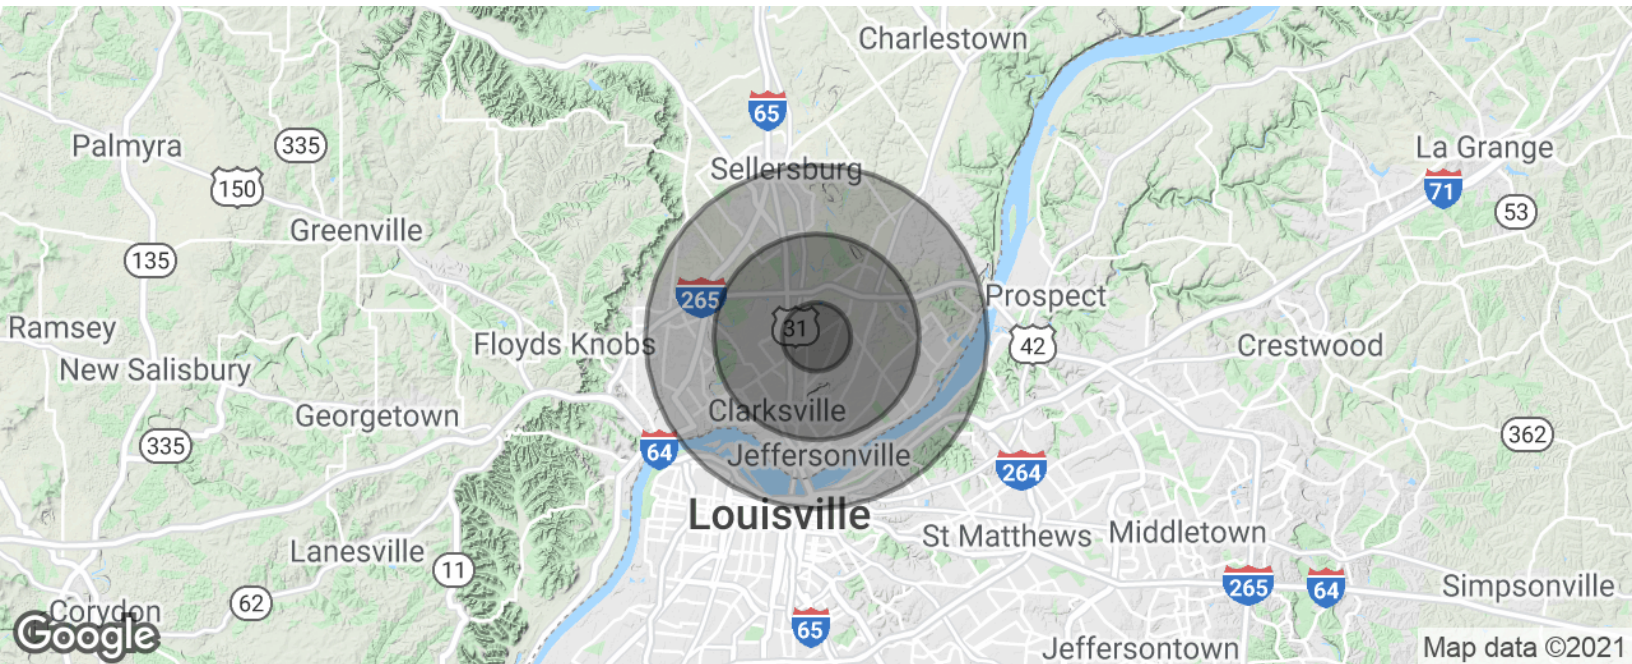 Charlestown
65
Palmyra
335
La Grange
Sellersburg
150
71
53
Greenville
135
265
Prospect
31
Ramsey
Floyds Knobs
42
Crestwood
New Salisbury
Georgetown
Clarksville
335
362
64
Jeffersonville
264
Louisville
St Matthews
Middletown
Lanesville
11
265
64
Simpsonville
62
Corydon
Google
65
Jeffersontown
Map data ©2021